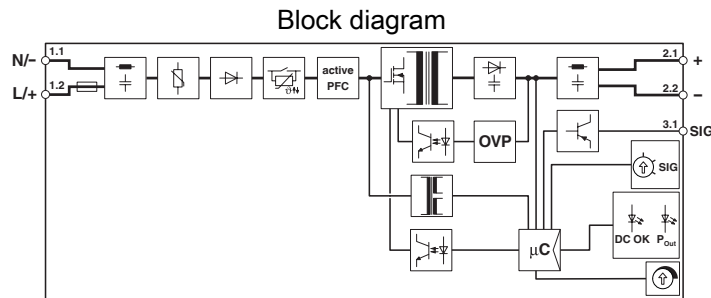 Block diagram
N/–
1.1
2.1
+
L/+
1.2
active
PFC
2.2
–
3.1
SIG
ϑ
OVP
SIG
µC
DC OK
POut